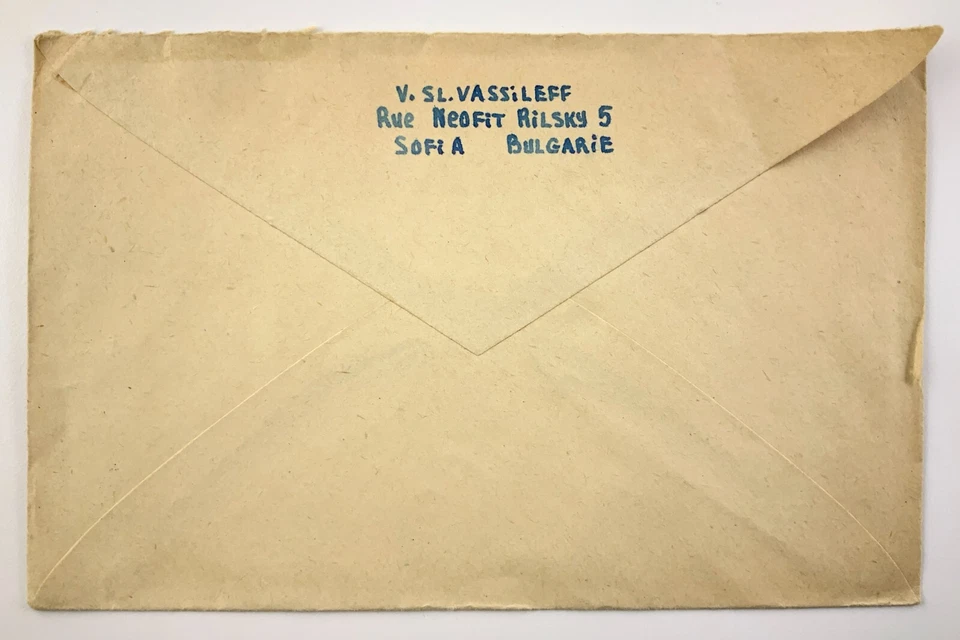 V. SL. VASSiLEFF
Rue NEOFiT RiLSKY 5
SOFiA BULGARiE